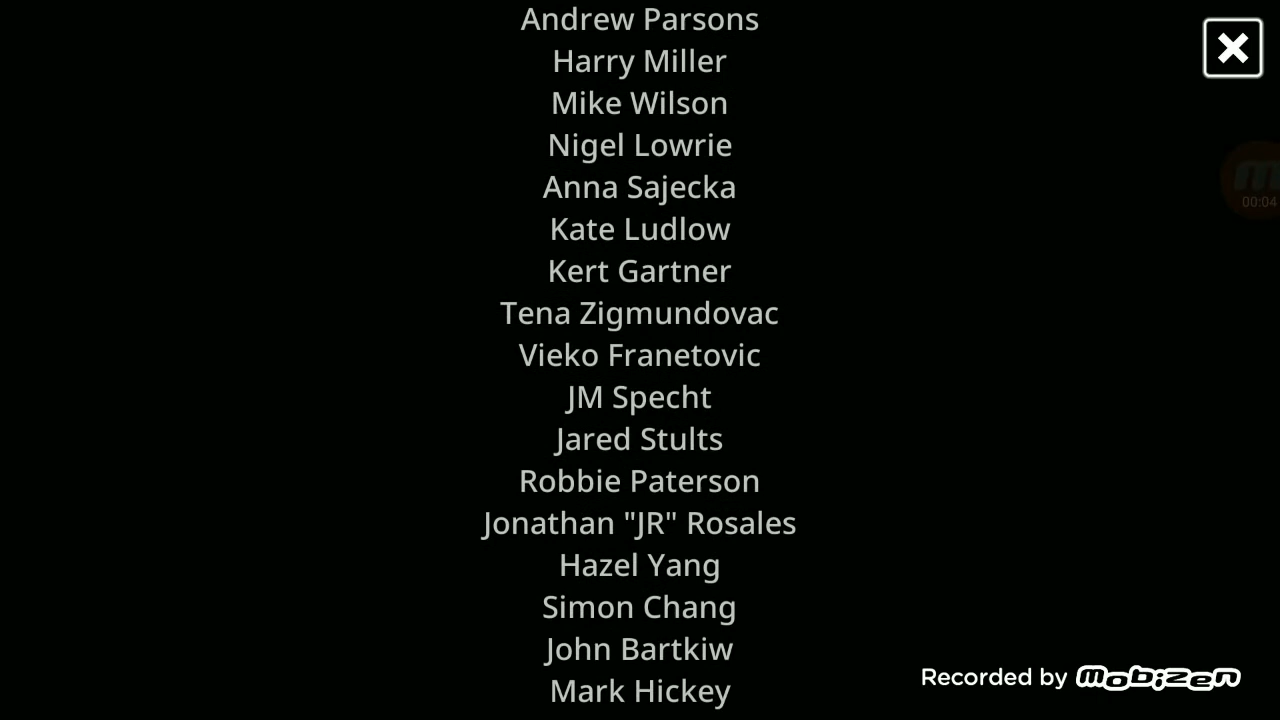 Andrew Parsons
Harry Miller
Mike Wilson
Nigel Lowrie
Anna Sajecka
Kate Ludlow
Kert Gartner
Tena Zigmundovac
Vieko Franetovic
JM Specht
Jared Stults
Robbie Paterson
Jonathan "JR" Rosales
Hazel Yang
Simon Chang
John Bartkiw
Mark Hickey
00:04
Recorded by mobizen